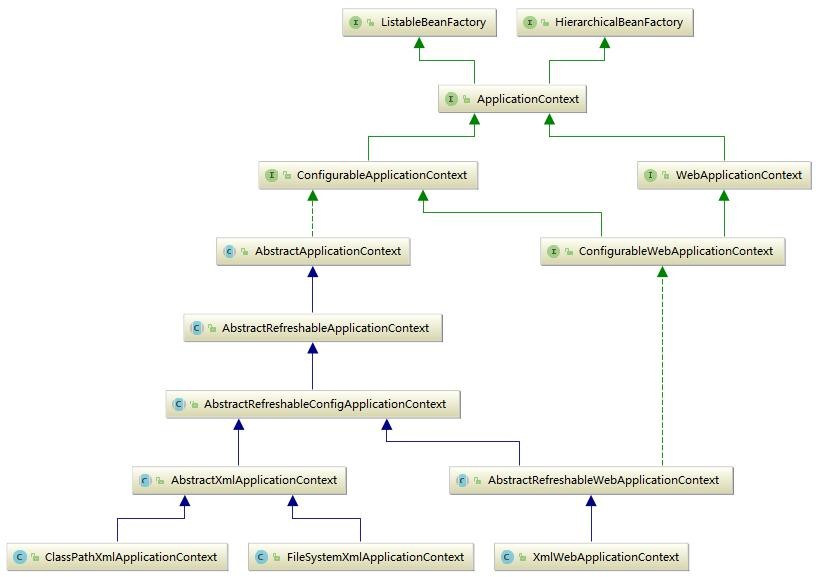 I ListableBeanFactory
I HierarchicalBeanFactory
I ApplicationContext
I ConfigurableApplicationContext
I WebApplicationContext
C AbstractApplicationContext
I ConfigurableWebApplicationContext
C AbstractRefreshableApplicationContext
C AbstractRefreshableConfigApplicationContext
C AbstractXmlApplicationContext
C AbstractRefreshableWebApplicationContext
C ClassPathXmlApplicationContext
C FileSystemXmlApplicationContext
C XmlWebApplicationContext